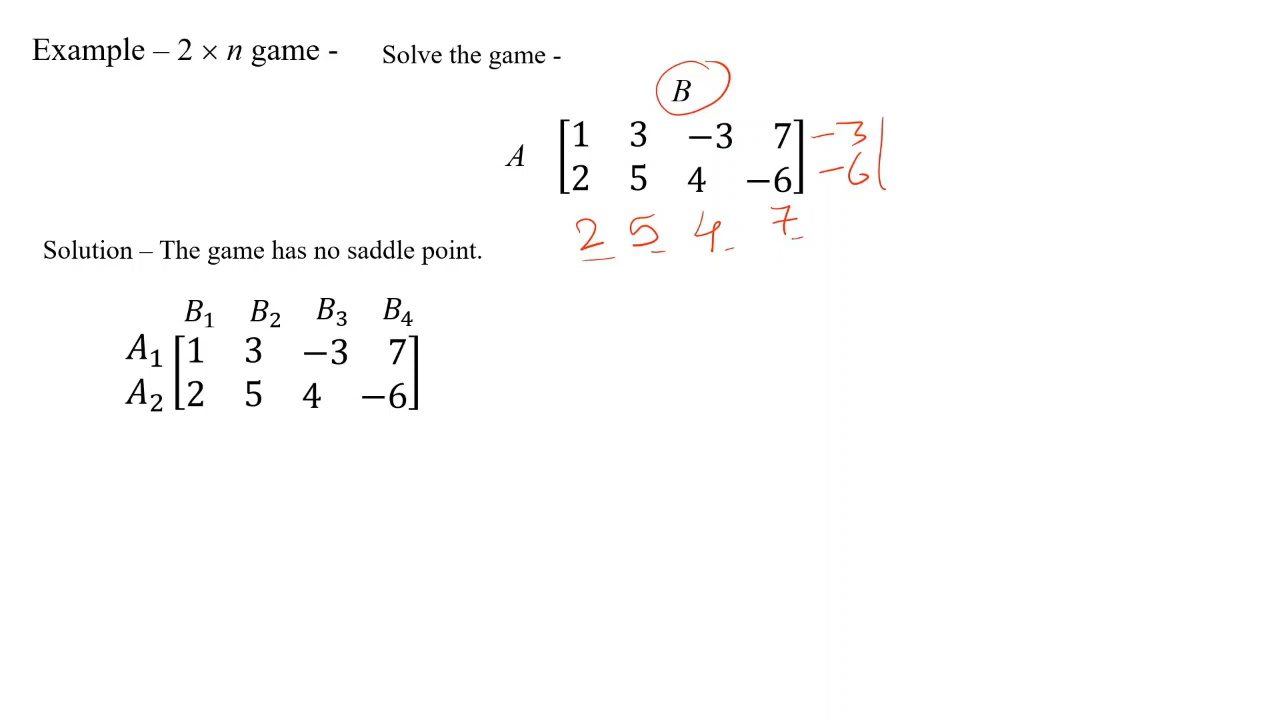 Example – 2 × n game - Solve the game -
B
A [1 3 −3 7] −3
[2 5 4 −6] −6
2 5 4 7
Solution – The game has no saddle point.
B₁ B₂ B₃ B₄
A₁ [1 3 −3 7]
A₂ [2 5 4 −6]